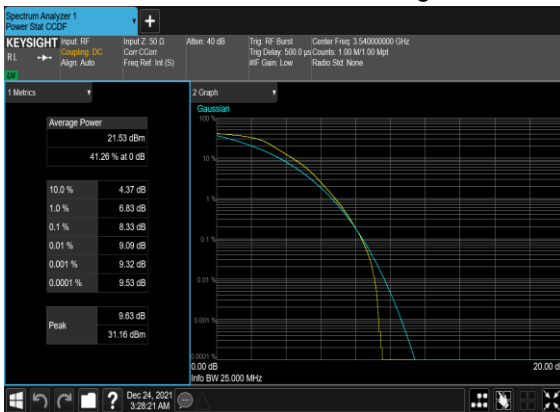 Spectrum Analyzer 1
Power Stat CCDF
+
KEYSIGHT Input: RF Input Z: 50 Ω Atten: 40 dB Trig: RF Burst Center Freq: 3.540000000 GHz
RL Coupling: DC Corr CCorr Trig Delay: 500.0 µs Counts: 1.00 M/1.00 Mpt
Align: Auto Freq Ref: Int (S) #IF Gain: Low Radio Std: None
1 Metrics
2 Graph
Gaussian
Average Power
21.53 dBm
41.26 % at 0 dB
10.0 % 4.37 dB
1.0 % 6.83 dB
0.1 % 8.33 dB
0.01 % 9.09 dB
0.001 % 9.32 dB
0.0001 % 9.53 dB
Peak 9.63 dB
31.16 dBm
100 %
10 %
1 %
0.1 %
0.01 %
0.001 %
0.0001 %
0.00 dB 20.00 d
Info BW 25.000 MHz
? Dec 24, 2021
3:28:21 AM